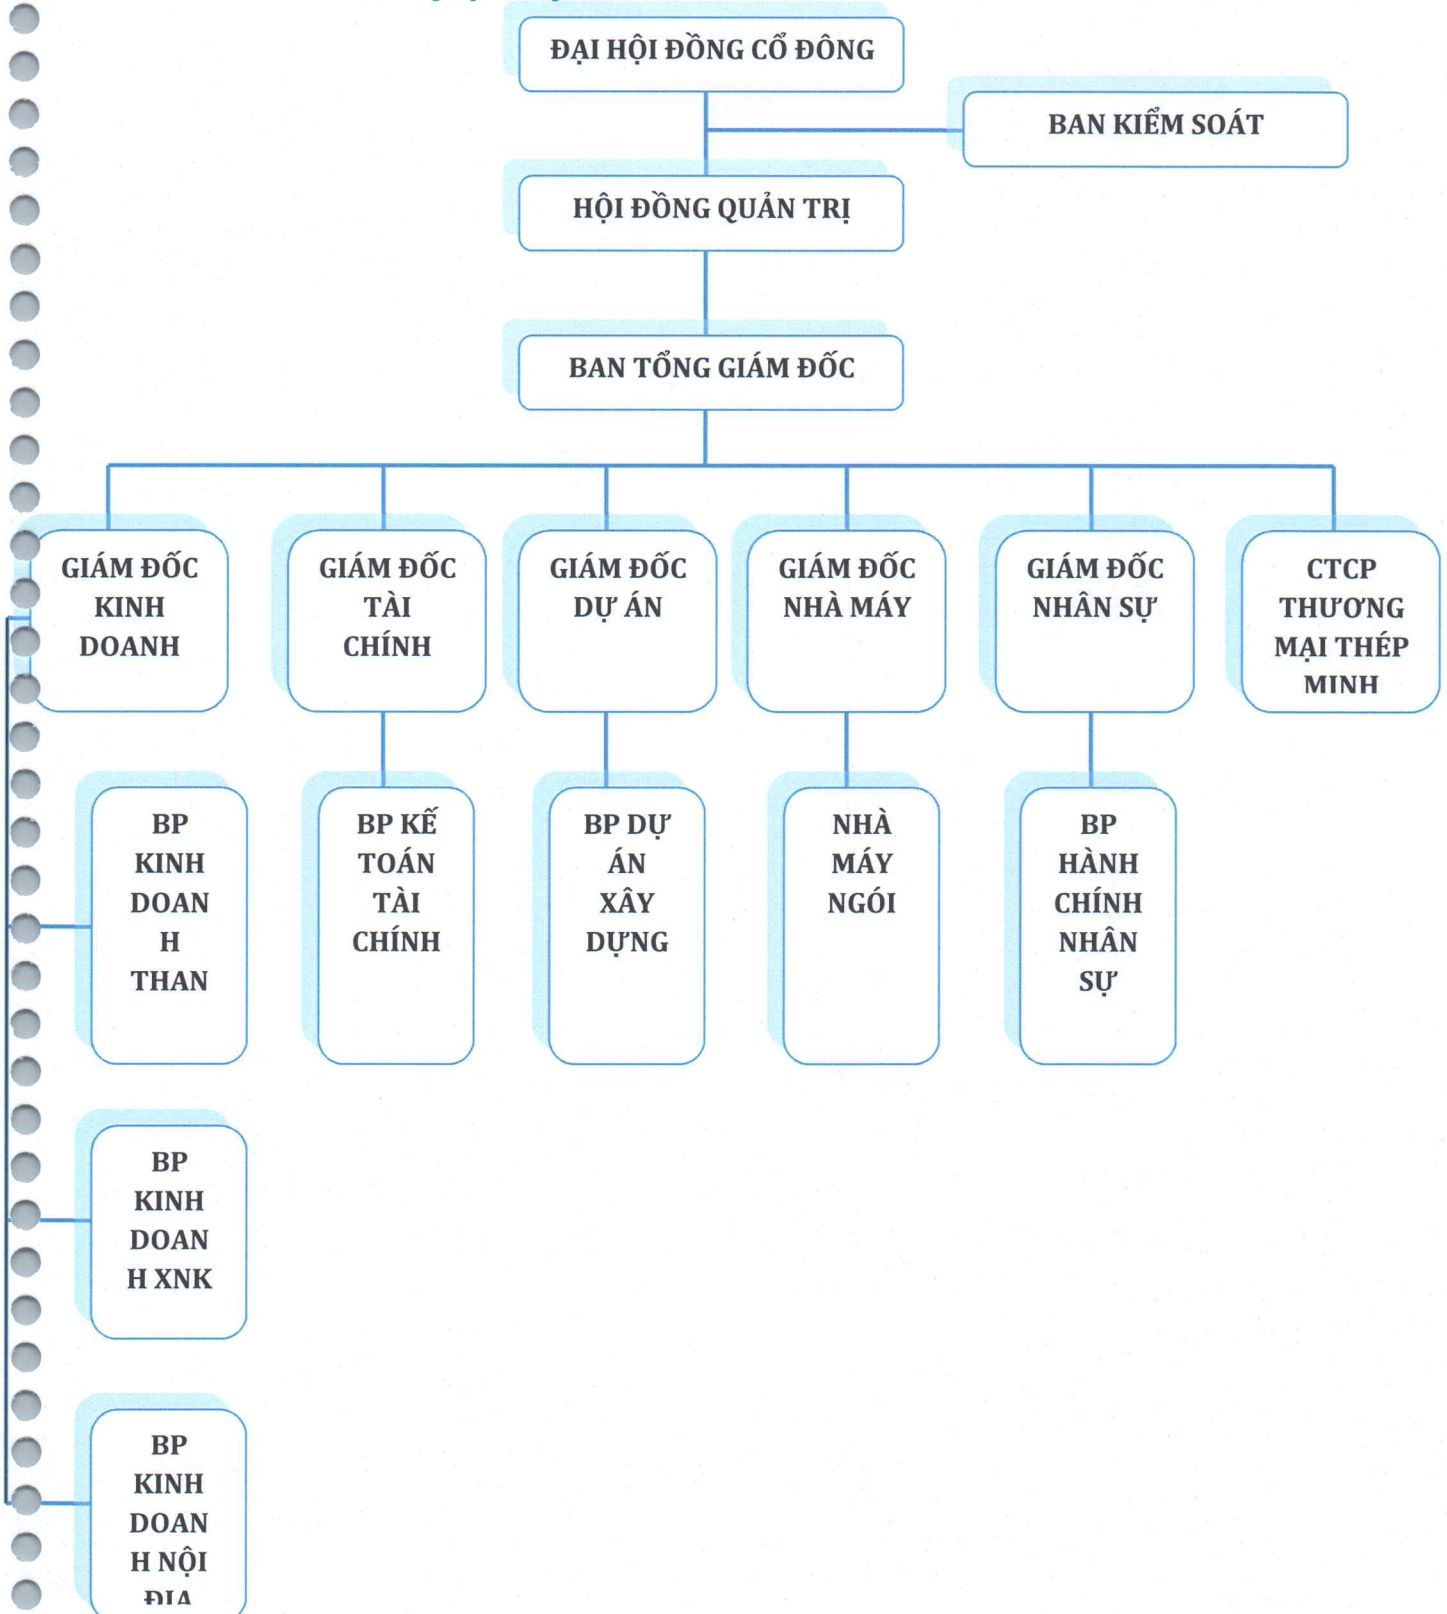 ĐẠI HỘI ĐỒNG CỔ ĐÔNG
BAN KIỂM SOÁT
HỘI ĐỒNG QUẢN TRỊ
BAN TỔNG GIÁM ĐỐC
GIÁM ĐỐC
KINH
DOANH
GIÁM ĐỐC
TÀI
CHÍNH
GIÁM ĐỐC
DỰ ÁN
GIÁM ĐỐC
NHÀ MÁY
GIÁM ĐỐC
NHÂN SỰ
CTCP
THƯƠNG
MẠI THÉP
MINH
BP
KINH
DOAN
H
THAN
BP KẾ
TOÁN
TÀI
CHÍNH
BP DỰ
ÁN
XÂY
DỰNG
NHÀ
MÁY
NGÓI
BP
HÀNH
CHÍNH
NHÂN
SỰ
BP
KINH
DOAN
H XNK
BP
KINH
DOAN
H NỘI
ĐỊA